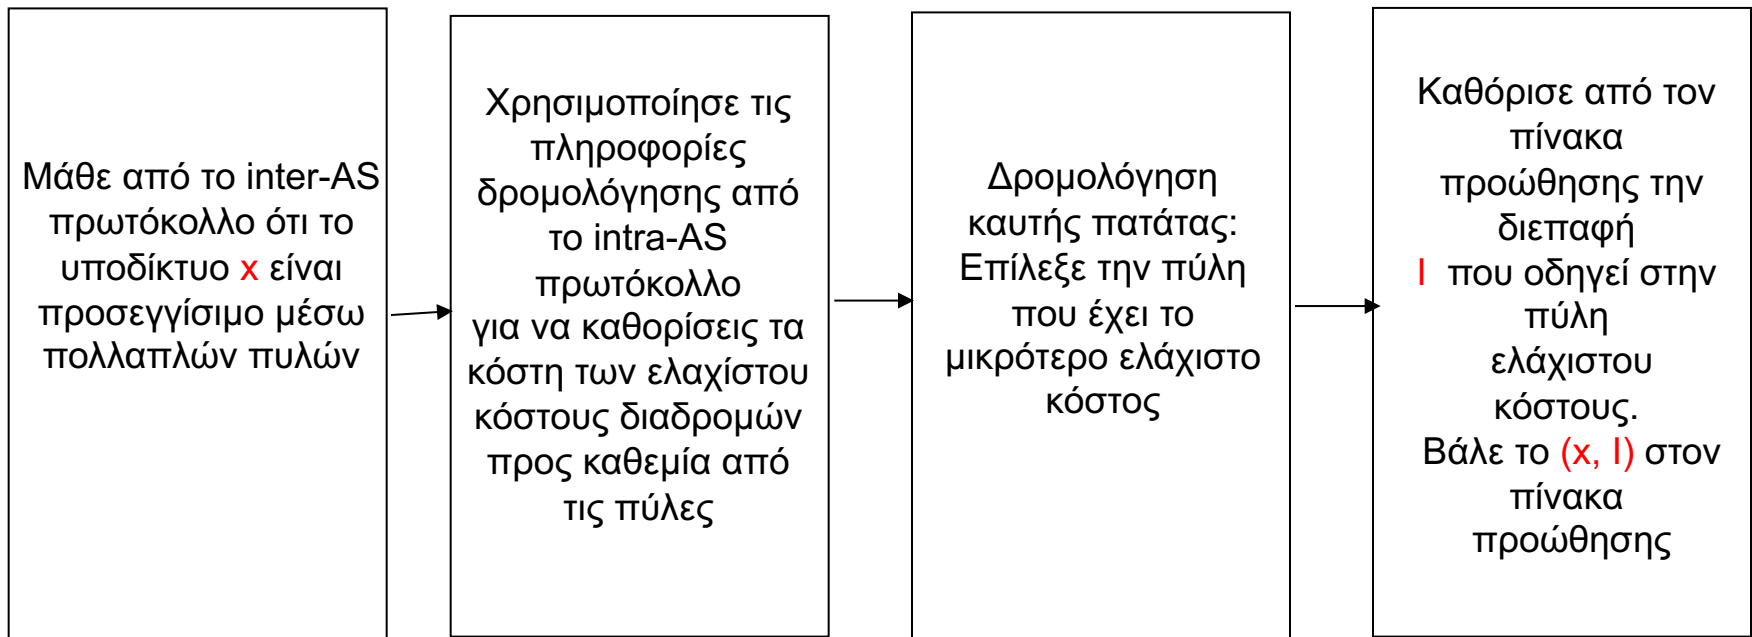 Μάθε από το inter-AS
πρωτόκολλο ότι το
υποδίκτυο x είναι
προσεγγίσιμο μέσω
πολλαπλών πυλών
Χρησιμοποίησε τις
πληροφορίες
δρομολόγησης από
το intra-AS
πρωτόκολλο
για να καθορίσεις τα
κόστη των ελαχίστου
κόστους διαδρομών
προς καθεμία από
τις πύλες
Δρομολόγηση
καυτής πατάτας:
Επίλεξε την πύλη
που έχει το
μικρότερο ελάχιστο
κόστος
Καθόρισε από τον
πίνακα
προώθησης την
διεπαφή
I που οδηγεί στην
πύλη
ελάχιστου
κόστους.
Βάλε το (x, I) στον
πίνακα
προώθησης